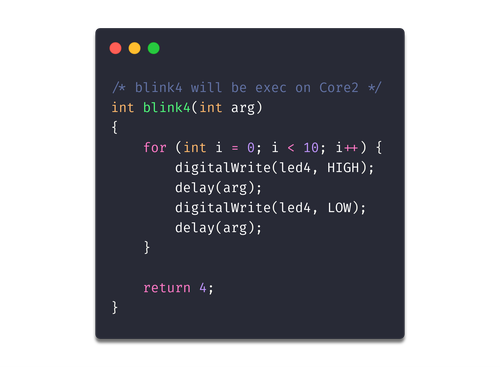 /* blink4 will be exec on Core2 */
int blink4(int arg)
{
    for (int i = 0; i < 10; i++) {
        digitalWrite(led4, HIGH);
        delay(arg);
        digitalWrite(led4, LOW);
        delay(arg);
    }

    return 4;
}